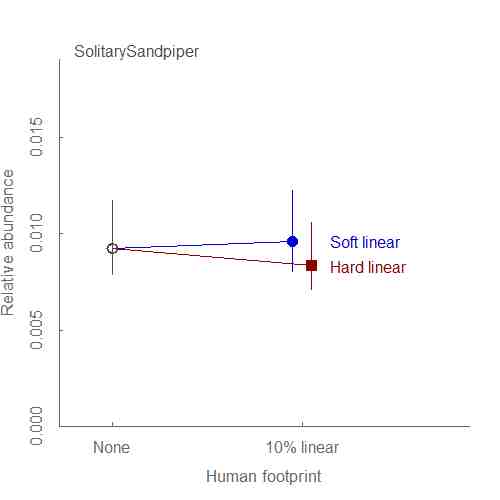 SolitarySandpiper
Relative abundance
0.015
0.010
0.005
0.000
Soft linear
Hard linear
None
10% linear
Human footprint